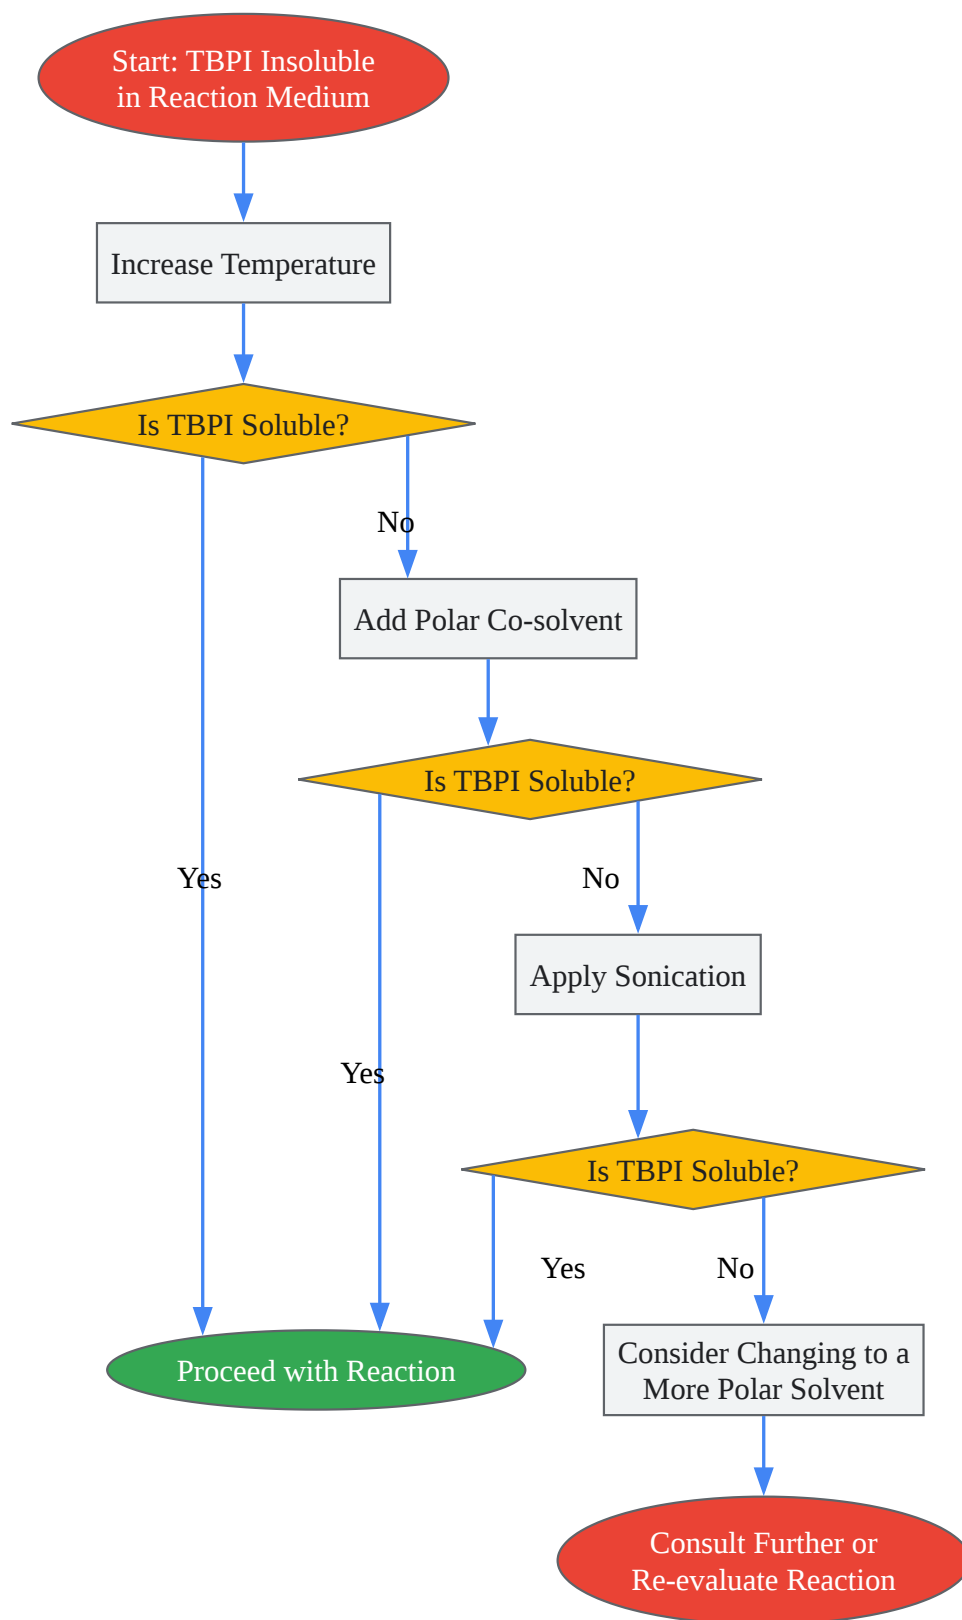 Start: TBPI Insoluble
in Reaction Medium
Increase Temperature
Is TBPI Soluble?
No
Add Polar Co-solvent
Is TBPI Soluble?
Yes
No
Apply Sonication
Yes
Is TBPI Soluble?
Yes
No
Consider Changing to a
More Polar Solvent
Proceed with Reaction
Consult Further or
Re-evaluate Reaction